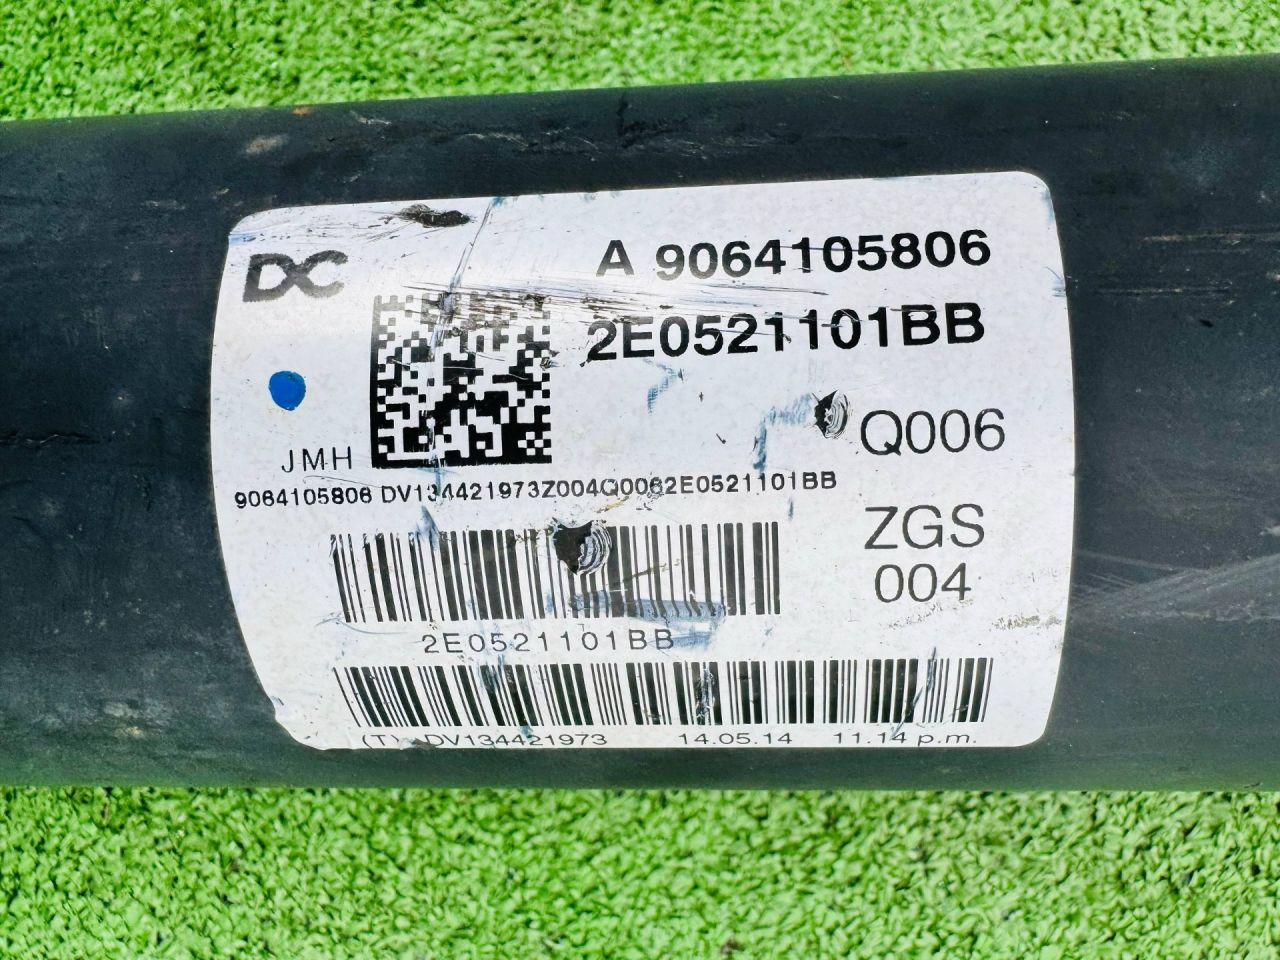 DC
A 9064105806
2E0521101BB
Q006
JMH
9064105806 DV134421973Z004Q0062E0521101BB
ZGS
004
2E0521101BB
(T) DV134421973 14.05.14 11.14 p.m.